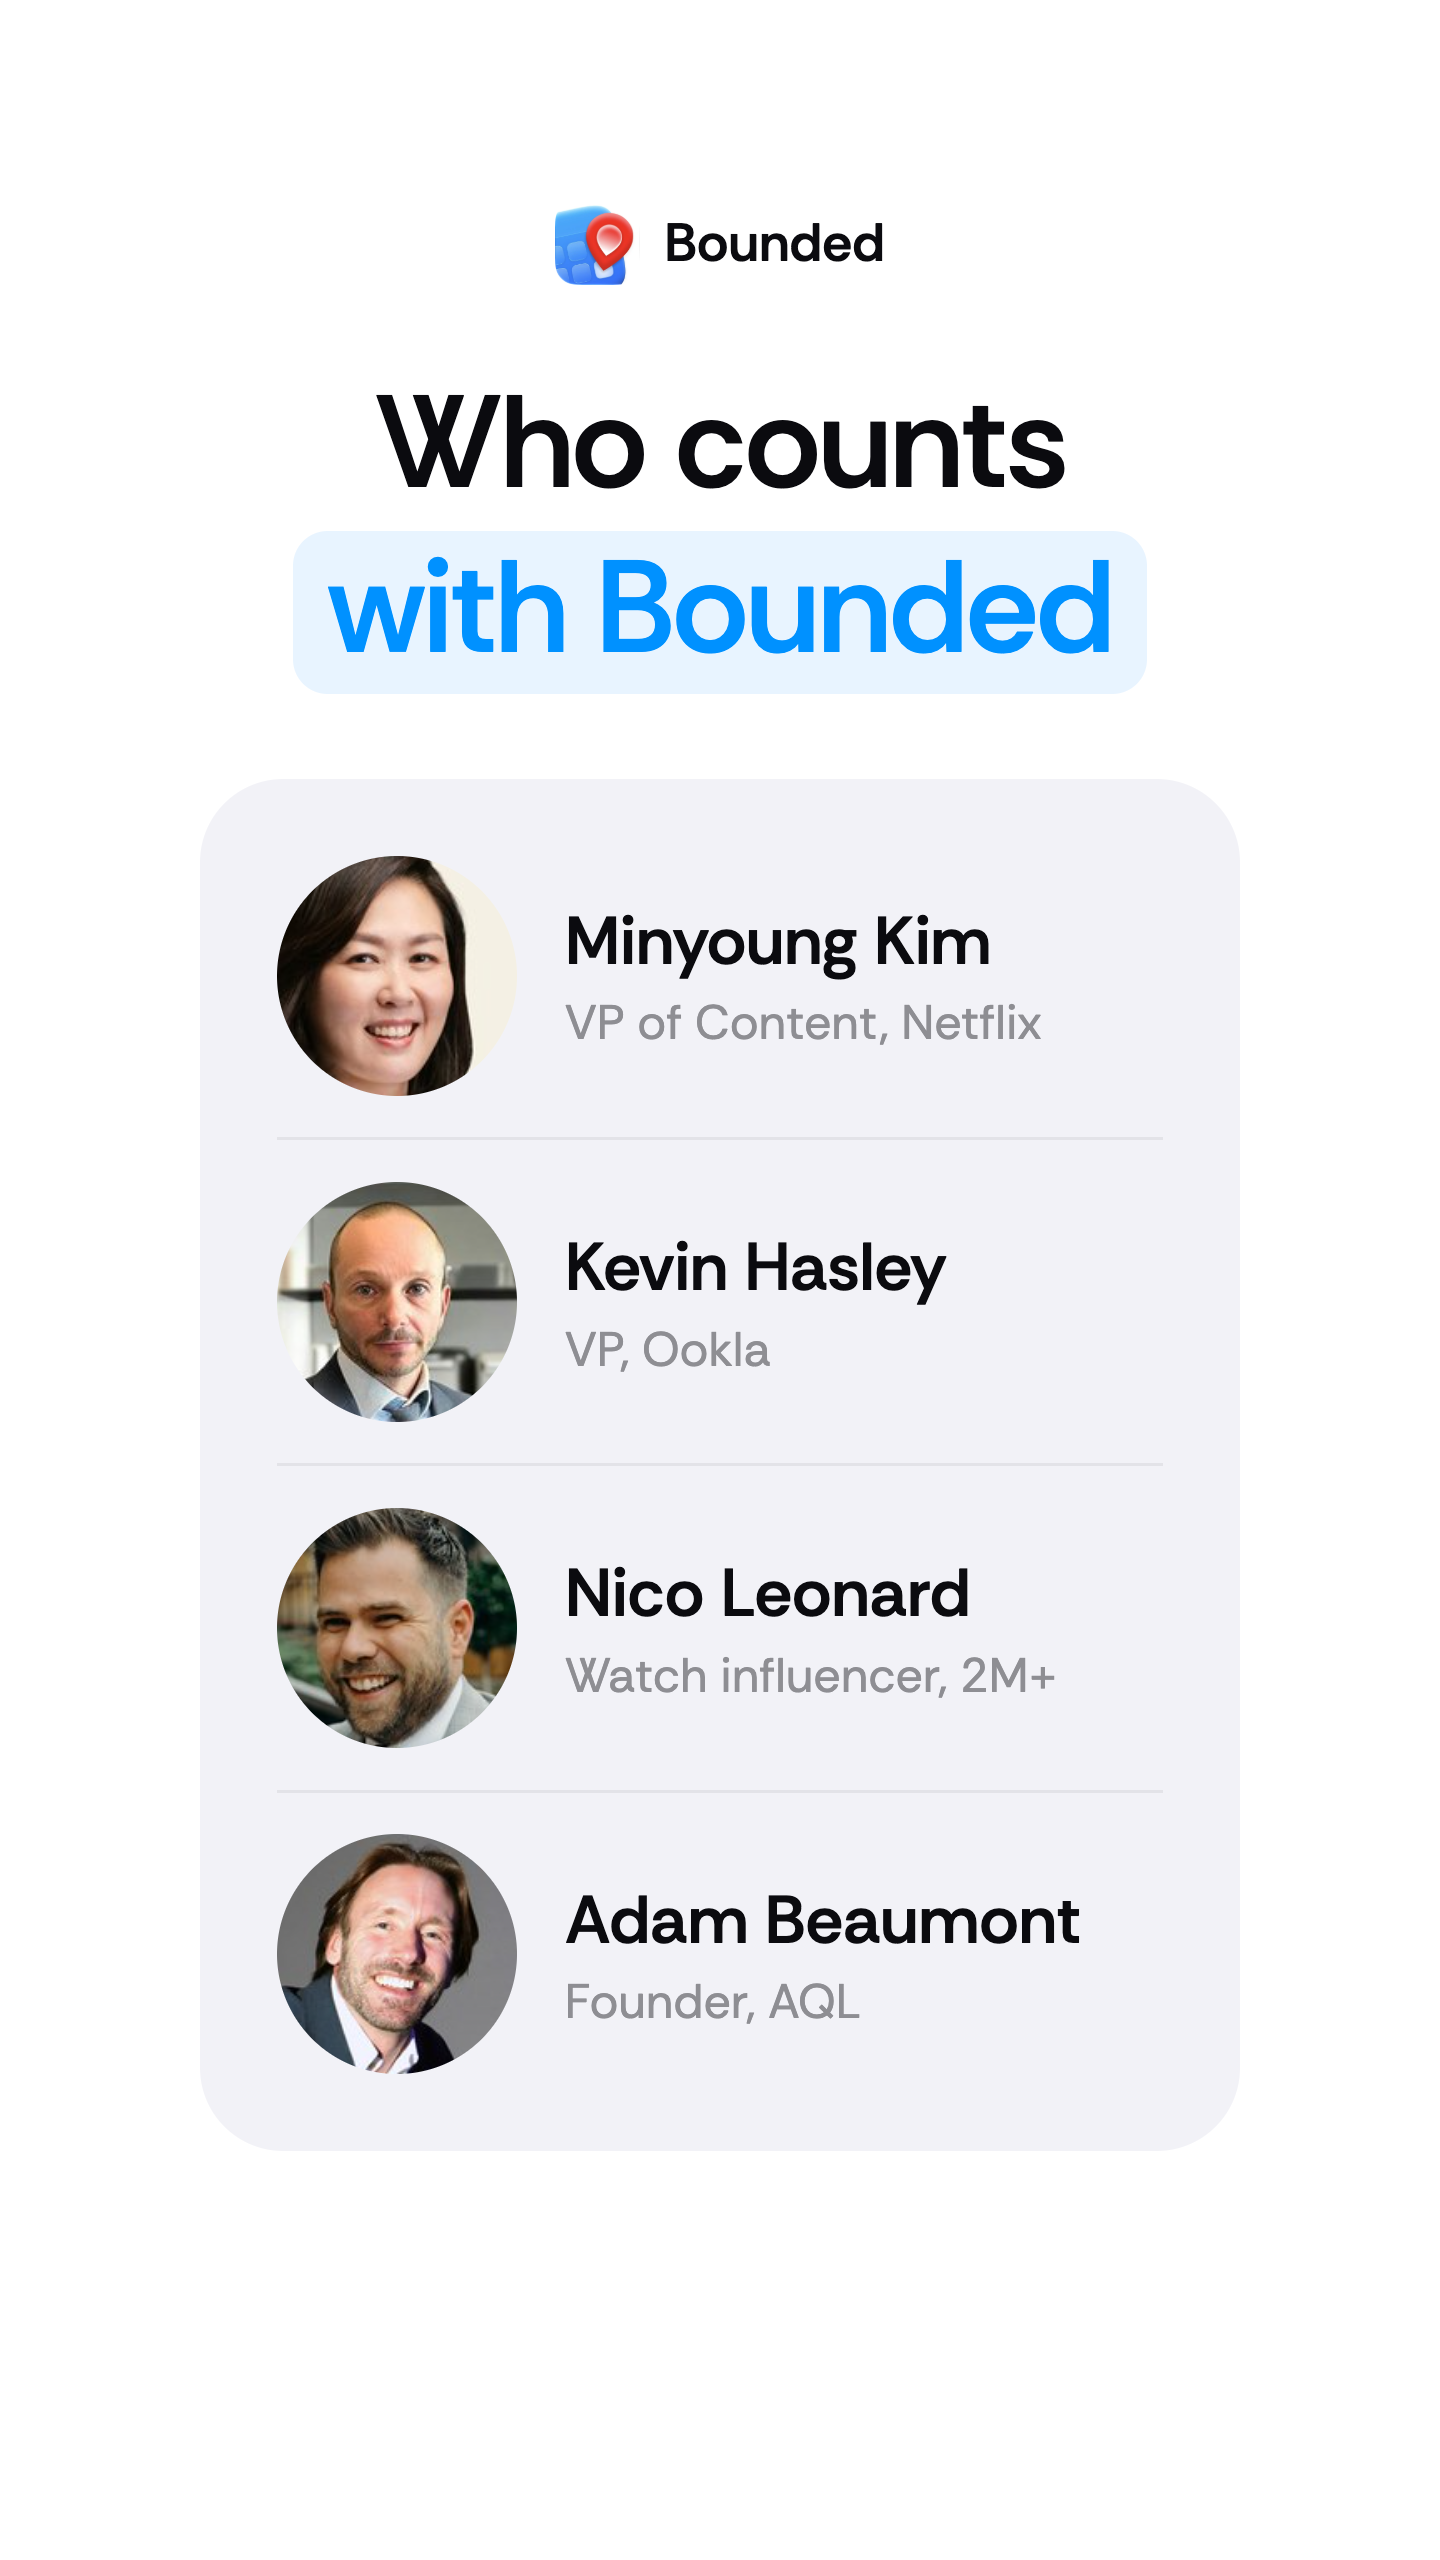 Bounded
Who counts
with Bounded
Minyoung Kim
VP of Content, Netflix
Kevin Hasley
VP, Ookla
Nico Leonard
Watch influencer, 2M+
Adam Beaumont
Founder, AQL